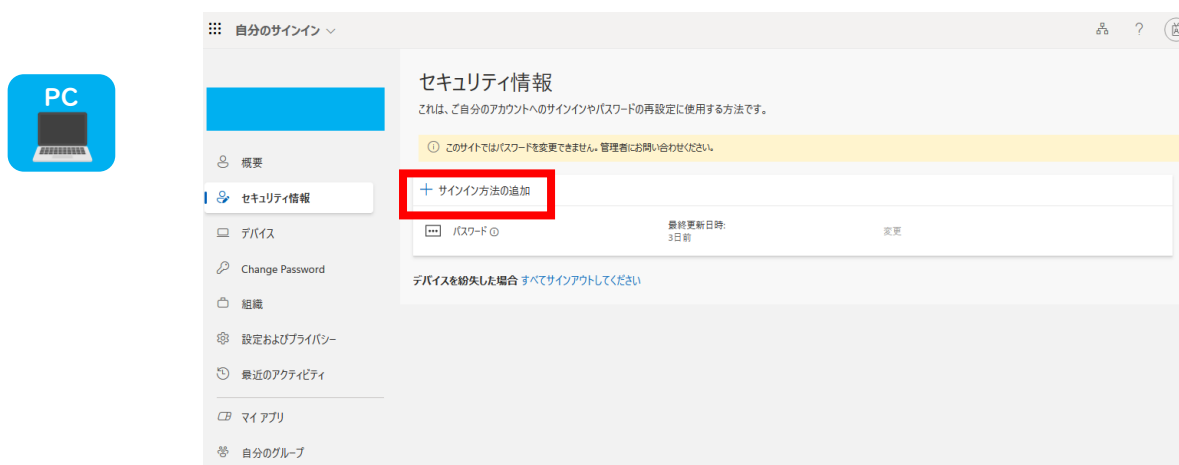 自分のサインイン
?
PC
セキュリティ情報
これは、ご自分のアカウントへのサインインやパスワードの再設定に使用する方法です。
このサイトではパスワードを変更できません。管理者にお問い合わせください。
概要
セキュリティ情報
デバイス
Change Password
組織
設定およびプライバシー
最近のアクティビティ
マイ アプリ
自分のグループ
+ サインイン方法の追加
パスワード
最終更新日時:
3日前
変更
デバイスを紛失した場合 すべてサインアウトしてください